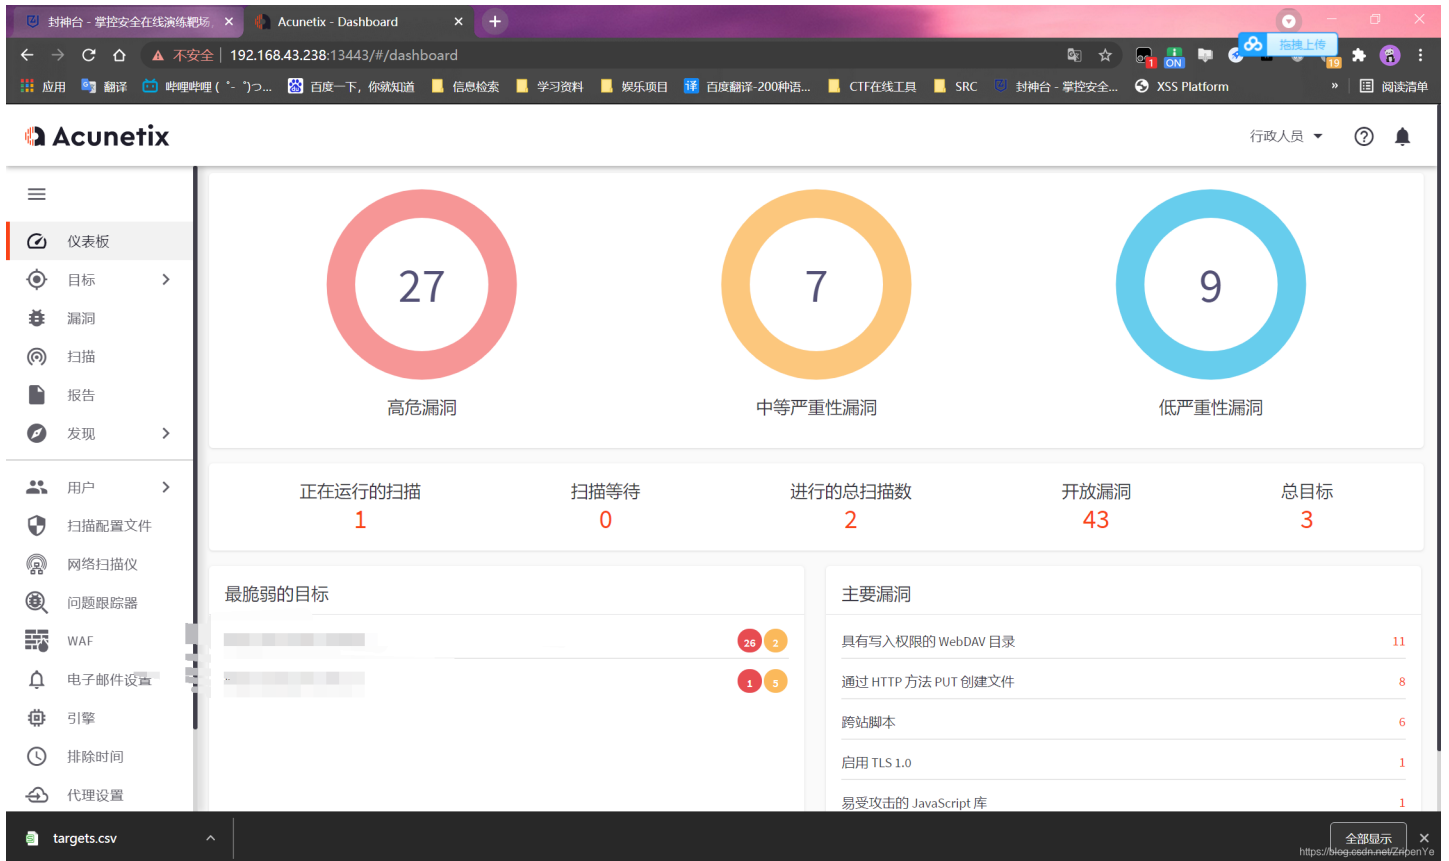 封神台 - 掌控安全在线演练靶场,
Acunetix - Dashboard
不安全 192.168.43.238:13443/#/dashboard
1
ON
拖拽上传
19
应用
翻译
哔哩哔哩 ( ゜- ゜)つ...
百度一下,你就知道
信息检索
学习资料
娱乐项目
译
百度翻译-200种语...
CTF在线工具
SRC
封神台 - 掌控安全...
XSS Platform
»
阅读清单
Acunetix
行政人员
仪表板
目标
漏洞
扫描
报告
发现
用户
扫描配置文件
网络扫描仪
问题跟踪器
WAF
电子邮件设置
引擎
排除时间
代理设置
27
高危漏洞
7
中等严重性漏洞
9
低严重性漏洞
正在运行的扫描
1
扫描等待
0
进行的总扫描数
2
开放漏洞
43
总目标
3
最脆弱的目标
26 2
1 5
主要漏洞
具有写入权限的 WebDAV 目录 11
通过 HTTP 方法 PUT 创建文件 8
跨站脚本 6
启用 TLS 1.0 1
易受攻击的 JavaScript 库 1
targets.csv
全部显示
https://blog.csdn.net/ZripenYe